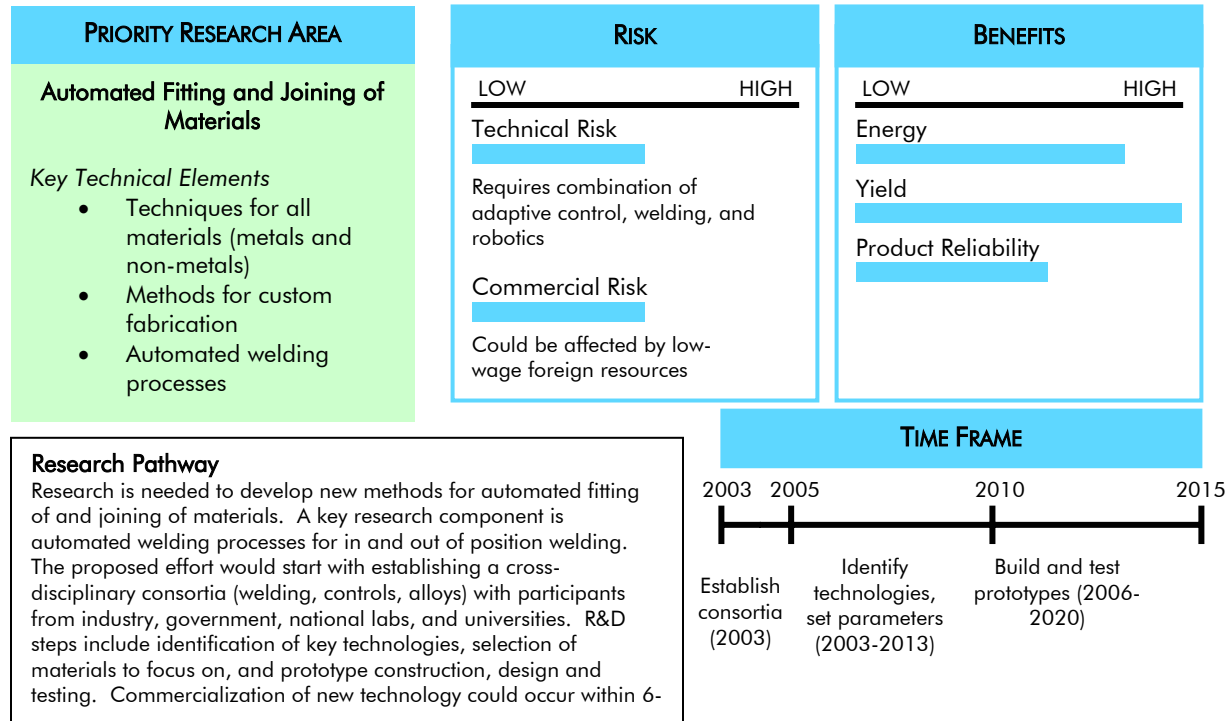 PRIORITY RESEARCH AREA
Automated Fitting and Joining of
Materials
Key Technical Elements
• Techniques for all
materials (metals and
non-metals)
• Methods for custom
fabrication
• Automated welding
processes
RISK
LOW HIGH
Technical Risk
Requires combination of
adaptive control, welding, and
robotics
Commercial Risk
Could be affected by low-
wage foreign resources
BENEFITS
LOW HIGH
Energy
Yield
Product Reliability
Research Pathway
Research is needed to develop new methods for automated fitting
of and joining of materials.  A key research component is
automated welding processes for in and out of position welding.
The proposed effort would start with establishing a cross-
disciplinary consortia (welding, controls, alloys) with participants
from industry, government, national labs, and universities.  R&D
steps include identification of key technologies, selection of
materials to focus on, and prototype construction, design and
testing.  Commercialization of new technology could occur within 6-
TIME FRAME
2003 2005 2010 2015
Establish
consortia
(2003)
Identify
technologies,
set parameters
(2003-2013)
Build and test
prototypes (2006-
2020)